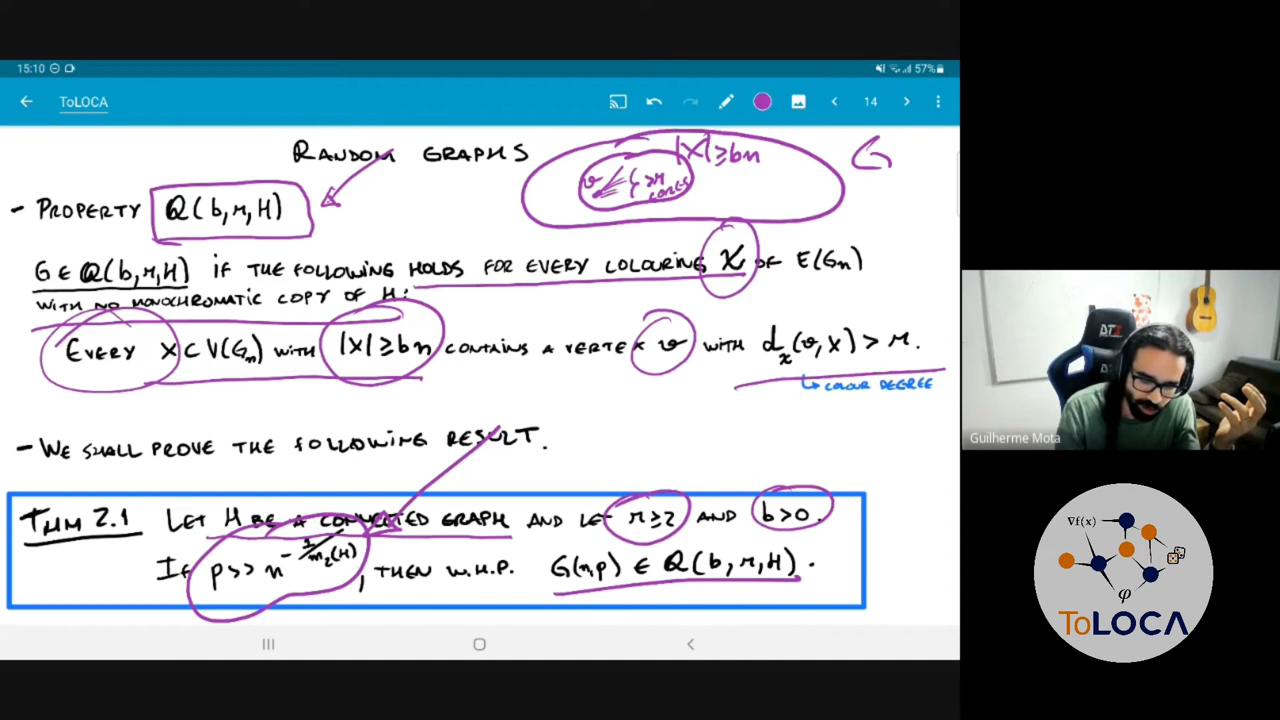 15:10
57%
ToLOCA
14
RANDOM GRAPHS
|X|≥bn
G
v
>r
- PROPERTY Q(b,r,H)
G∈Q(b,r,H) IF THE FOLLOWING HOLDS FOR EVERY COLOURING χ OF E(Gn)
WITH NO MONOCHROMATIC COPY OF H:
EVERY X⊂V(Gn) WITH |X|≥bn CONTAINS A VERTEX v WITH dχ(v,X)>r.
↳ COLOUR DEGREE
- WE SHALL PROVE THE FOLLOWING RESULT.
THM 2.1 LET H BE A CONNECTED GRAPH AND LET r≥2 AND b>0.
IF p>>n^{-1/m₂(H)}, THEN W.H.P. G(n,p) ∈ Q(b,r,H).
DT3
Guilherme Mota
∇f(x)
φ
ToLOCA